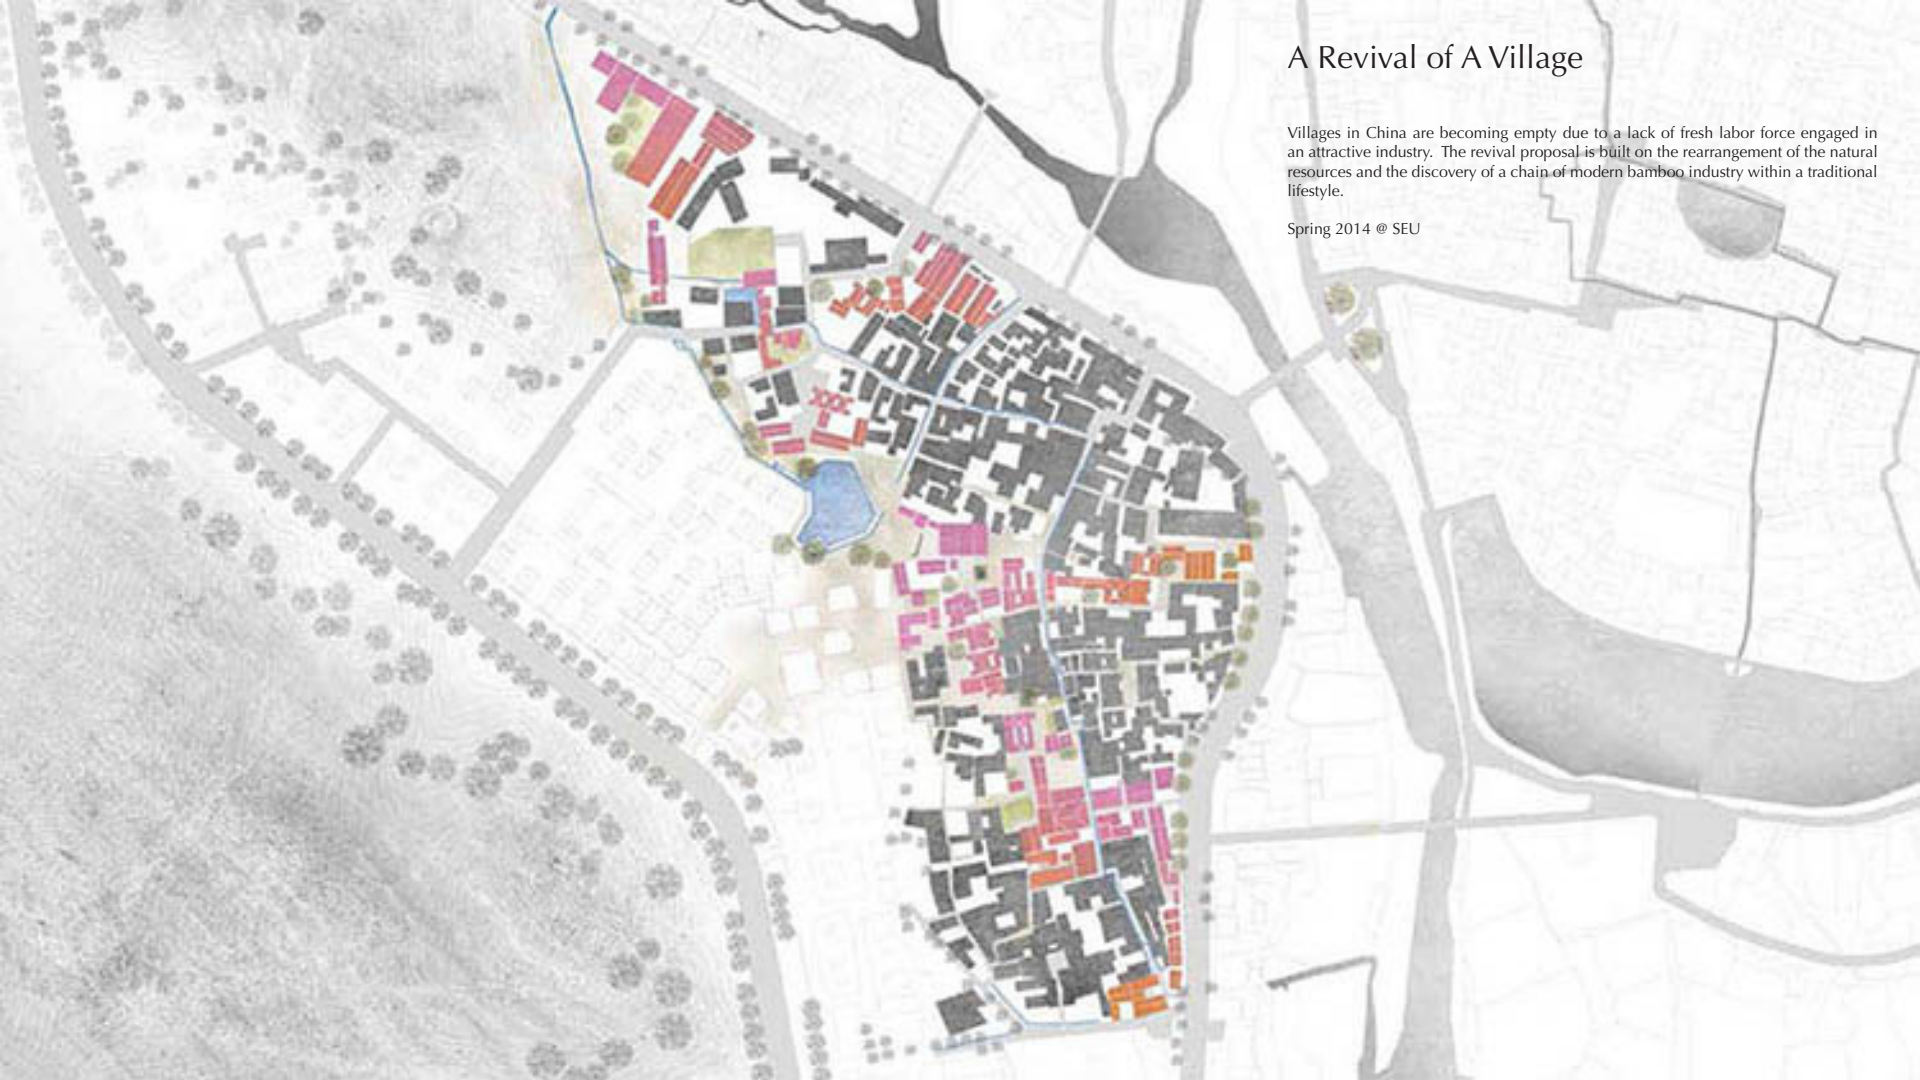 A Revival of A Village
Villages in China are becoming empty due to a lack of fresh labor force engaged in
an attractive industry. The revival proposal is built on the rearrangement of the natural
resources and the discovery of a chain of modern bamboo industry within a traditional
lifestyle.
Spring 2014 @ SEU